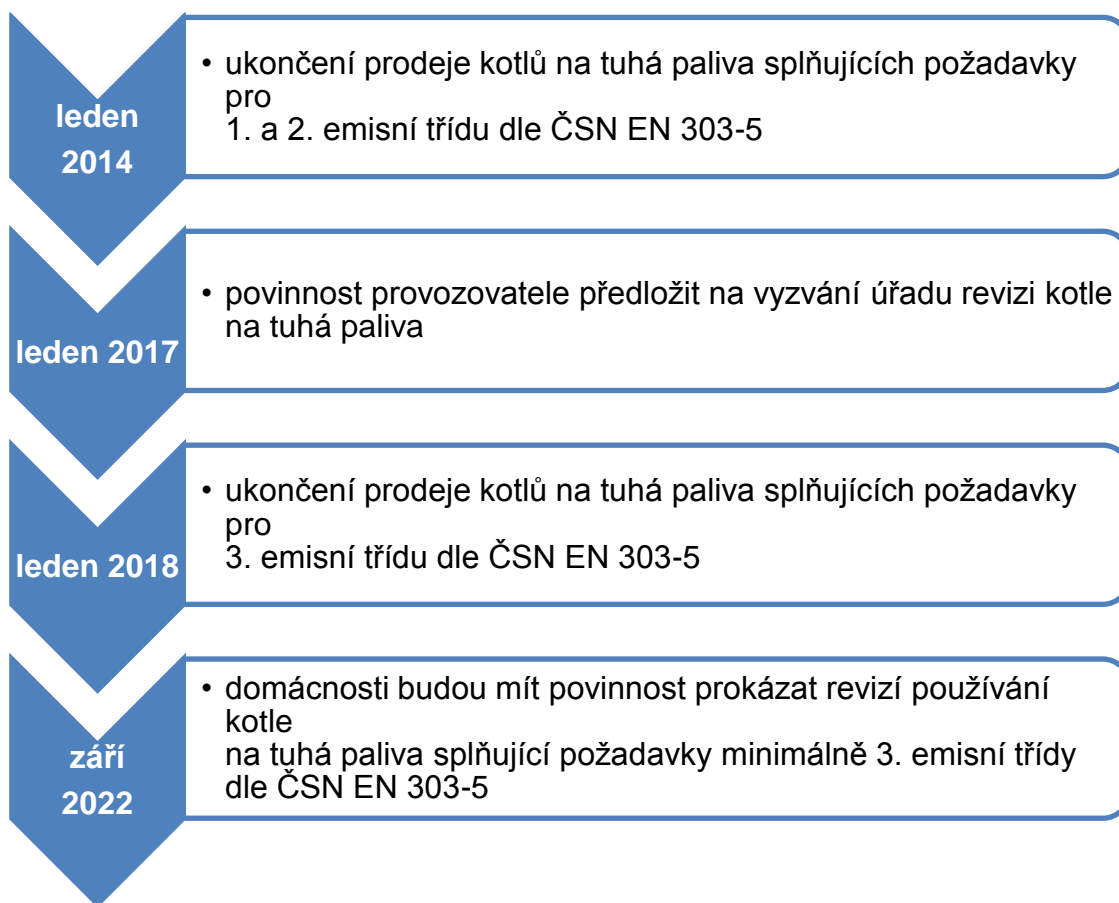 leden
2014
• ukončení prodeje kotlů na tuhá paliva splňujících požadavky
pro
1. a 2. emisní třídu dle ČSN EN 303-5
leden 2017
• povinnost provozovatele předložit na vyzvání úřadu revizi kotle
na tuhá paliva
leden 2018
• ukončení prodeje kotlů na tuhá paliva splňujících požadavky
pro
3. emisní třídu dle ČSN EN 303-5
září
2022
• domácnosti budou mít povinnost prokázat revizí používání
kotle
na tuhá paliva splňující požadavky minimálně 3. emisní třídy
dle ČSN EN 303-5